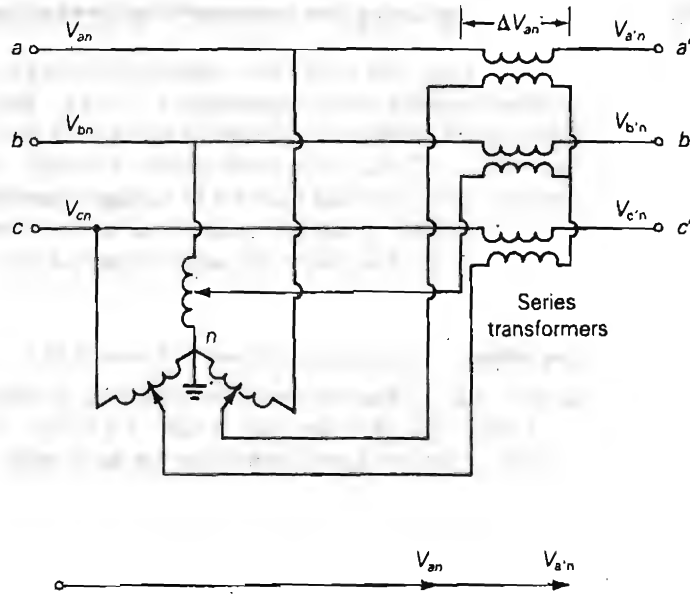 ΔVan
a Van Va'n a'
b Vbn Vb'n b'
c Vcn Vc'n c'
Series
transformers
n
Van Va'n